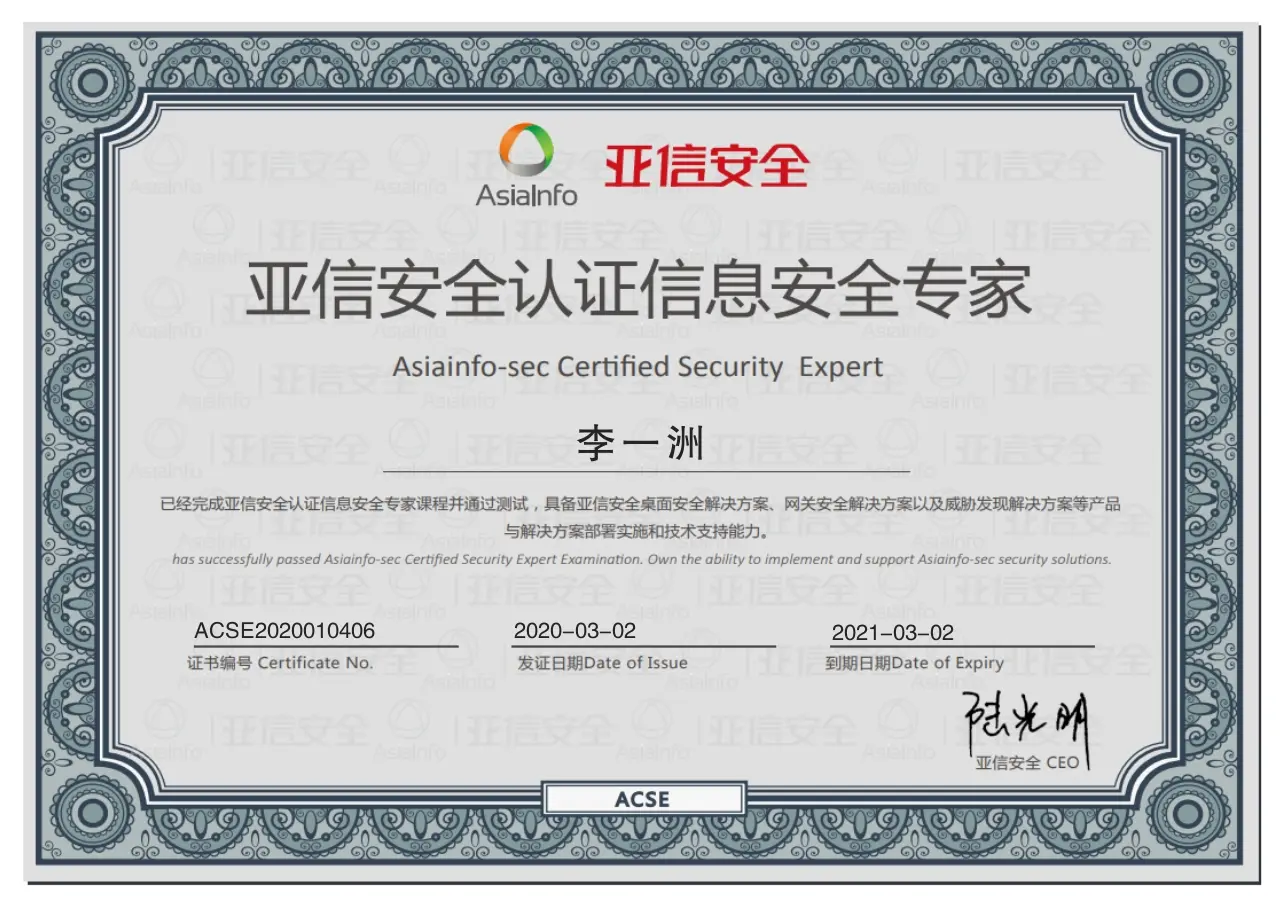 AsiaInfo 亚信安全
亚信安全认证信息安全专家
Asiainfo-sec Certified Security Expert
李一洲
已经完成亚信安全认证信息安全专家课程并通过测试，具备亚信安全桌面安全解决方案、网关安全解决方案以及威胁发现解决方案等产品
与解决方案部署实施和技术支持能力。
has successfully passed Asiainfo-sec Certified Security Expert Examination. Own the ability to implement and support Asiainfo-sec security solutions.
ACSE2020010406 2020-03-02 2021-03-02
证书编号 Certificate No. 发证日期Date of Issue 到期日期Date of Expiry
陆光明
亚信安全 CEO
ACSE